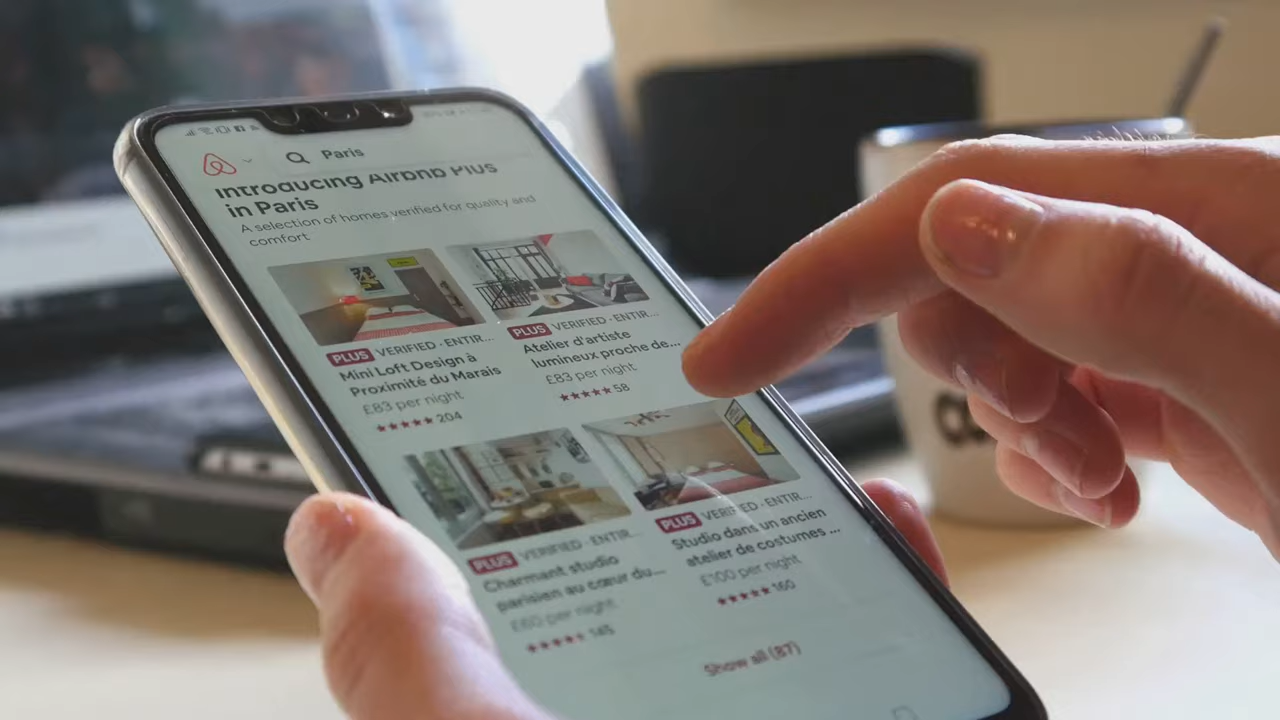 Paris
Introducing Airbnb Plus
in Paris
A selection of homes verified for quality and
comfort
PLUS VERIFIED · ENTIR...
Mini Loft Design à
Proximité du Marais
£83 per night
204
PLUS VERIFIED · ENTIR...
Atelier d'artiste
lumineux proche de...
£83 per night
58
PLUS VERIFIED · ENTIR...
Charmant studio
parisien au cœur du...
£60 per night
145
PLUS VERIFIED · ENTIR...
Studio dans un ancien
atelier de costumes ...
£100 per night
160
Show all (87)